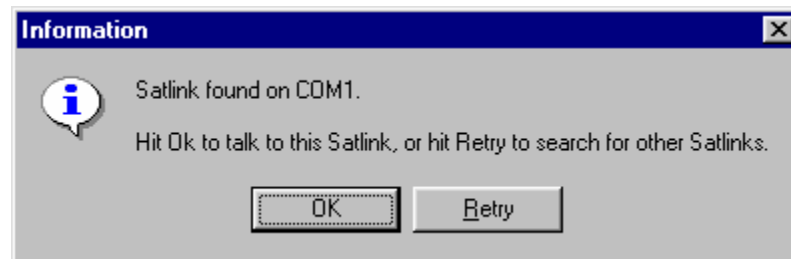 Information
Satlink found on COM1.
Hit Ok to talk to this Satlink, or hit Retry to search for other Satlinks.
OK
Retry